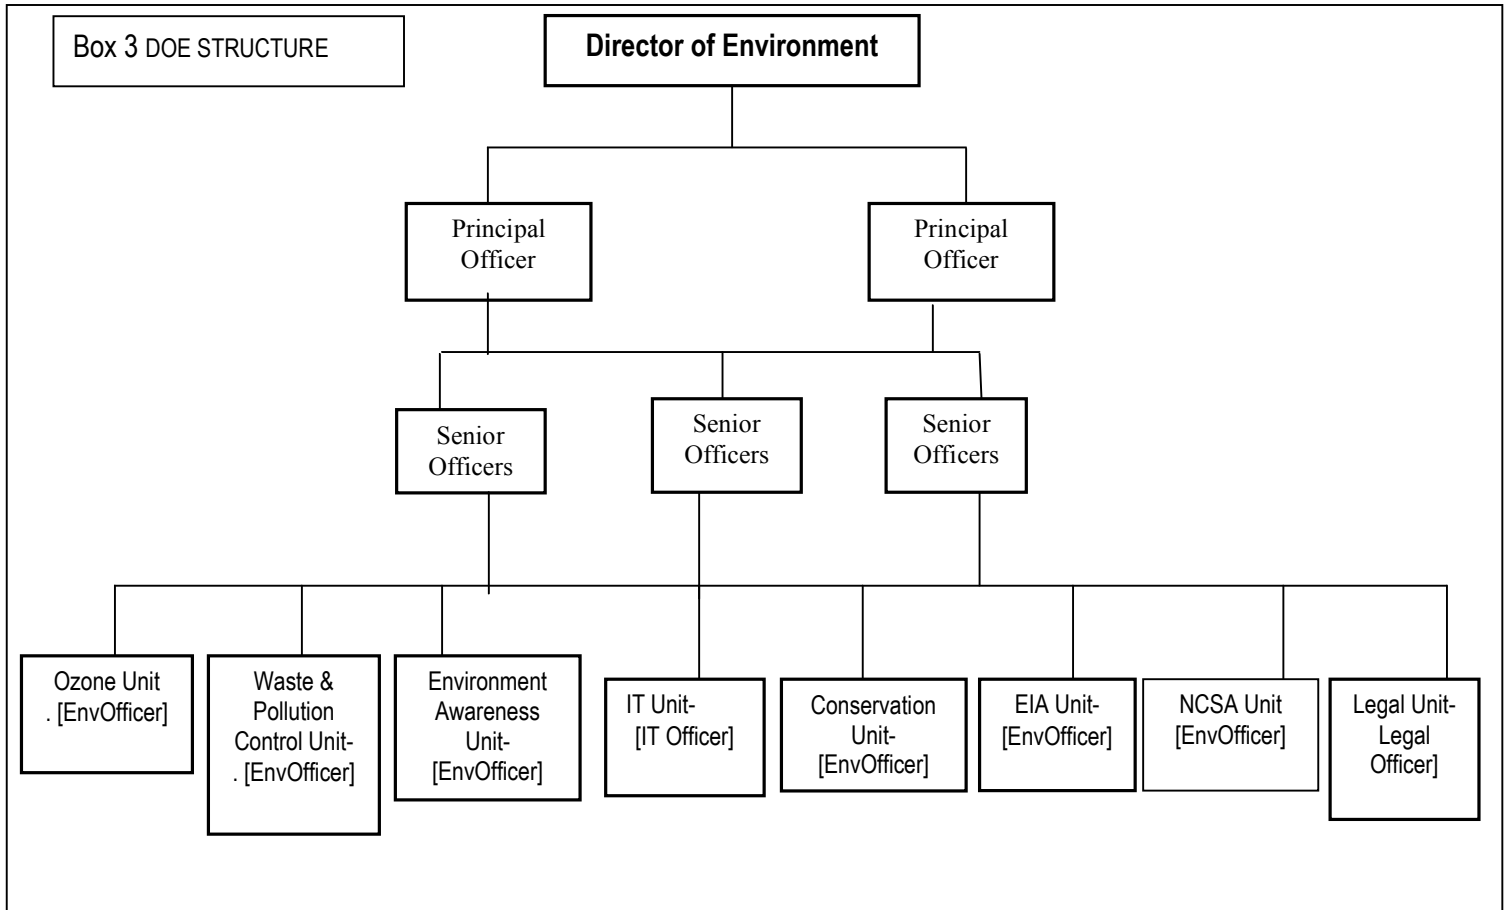 Box 3 DOE STRUCTURE
Director of Environment
Principal
Officer
Principal
Officer
Senior
Officers
Senior
Officers
Senior
Officers
Ozone Unit
. [EnvOfficer]
Waste &
Pollution
Control Unit-
. [EnvOfficer]
Environment
Awareness
Unit-
[EnvOfficer]
IT Unit-
[IT Officer]
Conservation
Unit-
[EnvOfficer]
EIA Unit-
[EnvOfficer]
NCSA Unit
[EnvOfficer]
Legal Unit-
Legal
Officer]